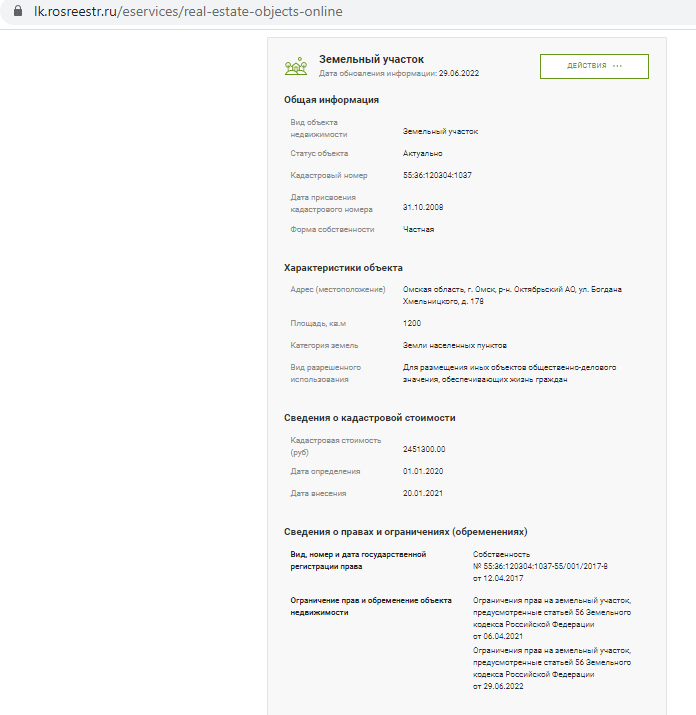 lk.rosreestr.ru/eservices/real-estate-objects-online
Земельный участок
Дата обновления информации: 29.06.2022
ДЕЙСТВИЯ ···
Общая информация
Вид объекта
недвижимости
Земельный участок
Статус объекта
Актуально
Кадастровый номер
55:36:120304:1037
Дата присвоения
кадастрового номера
31.10.2008
Форма собственности
Частная
Характеристики объекта
Адрес (местоположение)
Омская область, г. Омск, р-н. Октябрьский АО, ул. Богдана
Хмельницкого, д. 178
Площадь, кв.м
1200
Категория земель
Земли населенных пунктов
Вид разрешенного
использования
Для размещения иных объектов общественно-делового
значения, обеспечивающих жизнь граждан
Сведения о кадастровой стоимости
Кадастровая стоимость
(руб)
2451300.00
Дата определения
01.01.2020
Дата внесения
20.01.2021
Сведения о правах и ограничениях (обременениях)
Вид, номер и дата государственной
регистрации права
Собственность
№ 55:36:120304:1037-55/001/2017-8
от 12.04.2017
Ограничение прав и обременение объекта
недвижимости
Ограничения прав на земельный участок,
предусмотренные статьей 56 Земельного
кодекса Российской Федерации
от 06.04.2021
Ограничения прав на земельный участок,
предусмотренные статьей 56 Земельного
кодекса Российской Федерации
от 29.06.2022